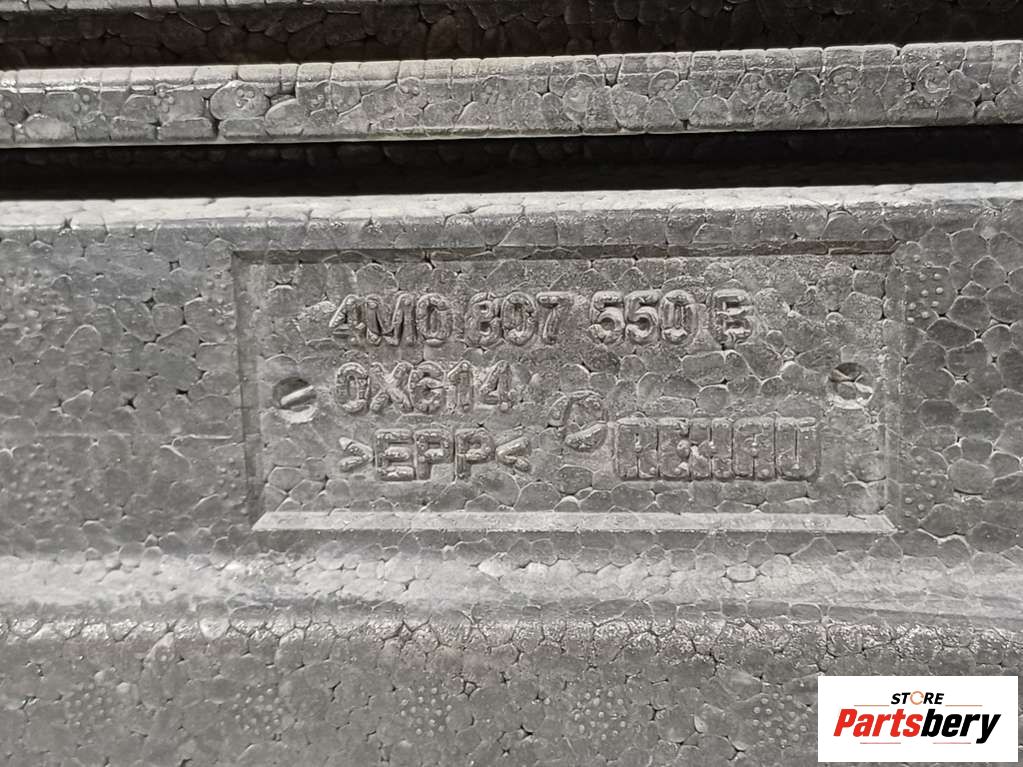 4M0 807 550 E
0X614
>EPP< REHAU
STORE
Partsbery